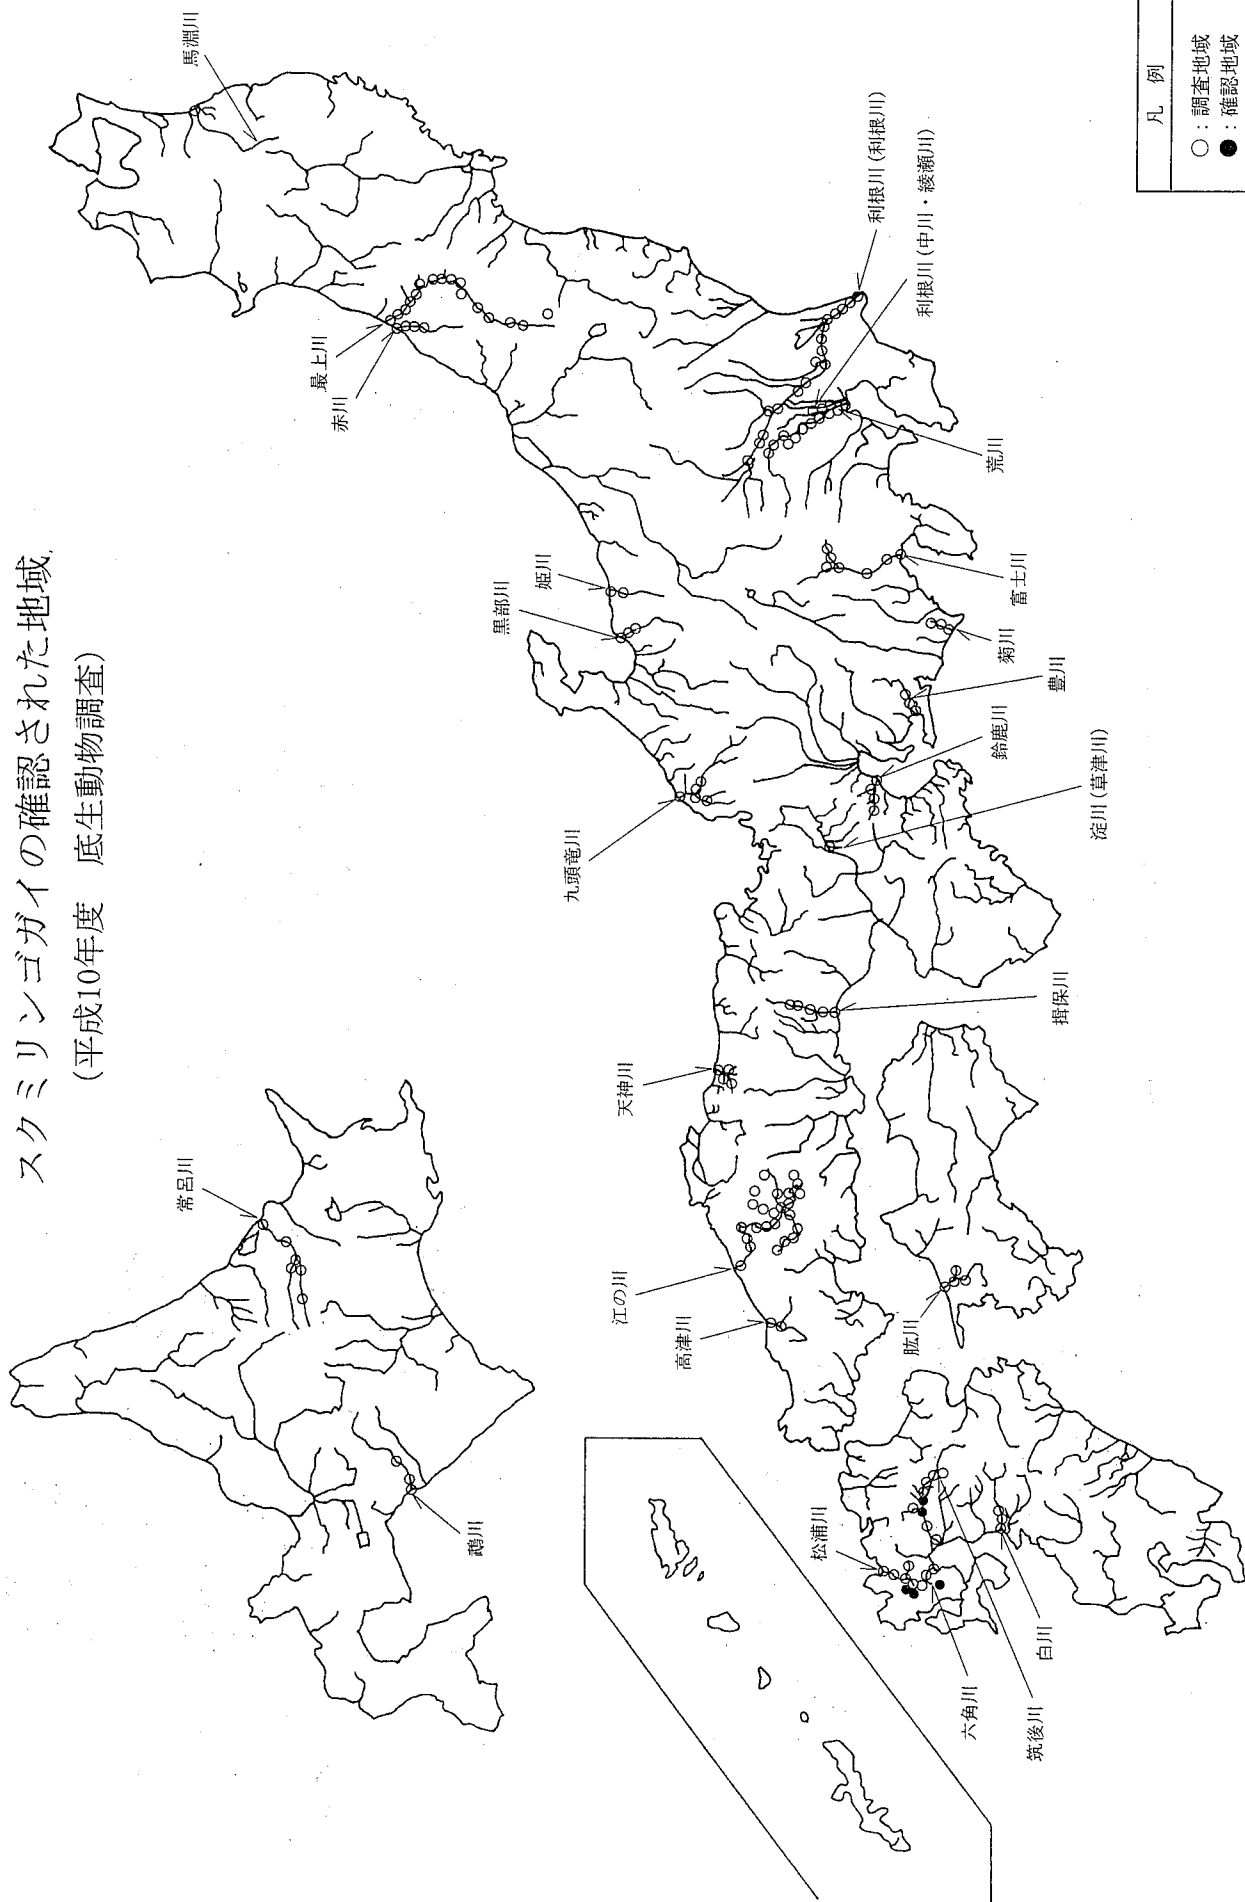 スクミリンゴガイの確認された地域
(平成10年度 底生動物調査)
常呂川
鵡川
馬淵川
最上川
赤川
利根川 (利根川)
利根川 (中川・綾瀬川)
荒川
姫川
黒部川
富士川
菊川
豊川
鈴鹿川
淀川 (草津川)
九頭竜川
揖保川
天神川
江の川
高津川
肱川
松浦川
白川
六角川
筑後川
凡 例
○ : 調査地域
● : 確認地域